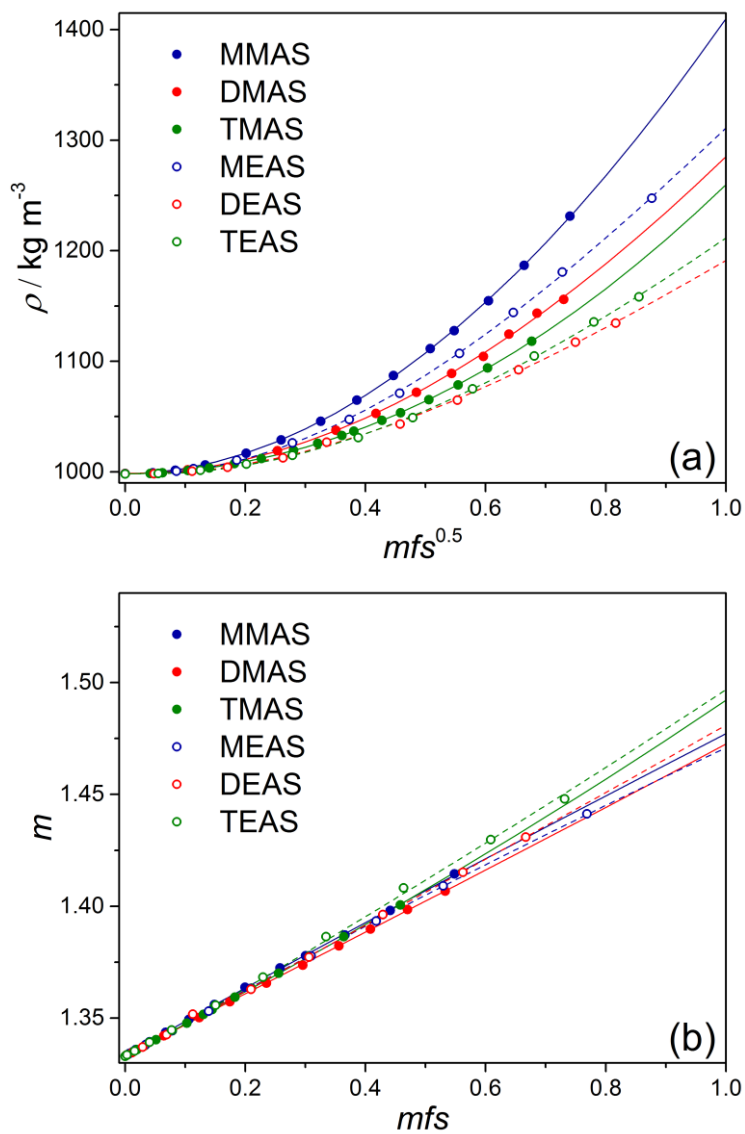 1400
1300
1200
1100
1000
ρ / kg m⁻³
MMAS
DMAS
TMAS
MEAS
DEAS
TEAS
(a)
0.0 0.2 0.4 0.6 0.8 1.0
mfs⁰·⁵
1.50
1.45
1.40
1.35
m
MMAS
DMAS
TMAS
MEAS
DEAS
TEAS
(b)
0.0 0.2 0.4 0.6 0.8 1.0
mfs